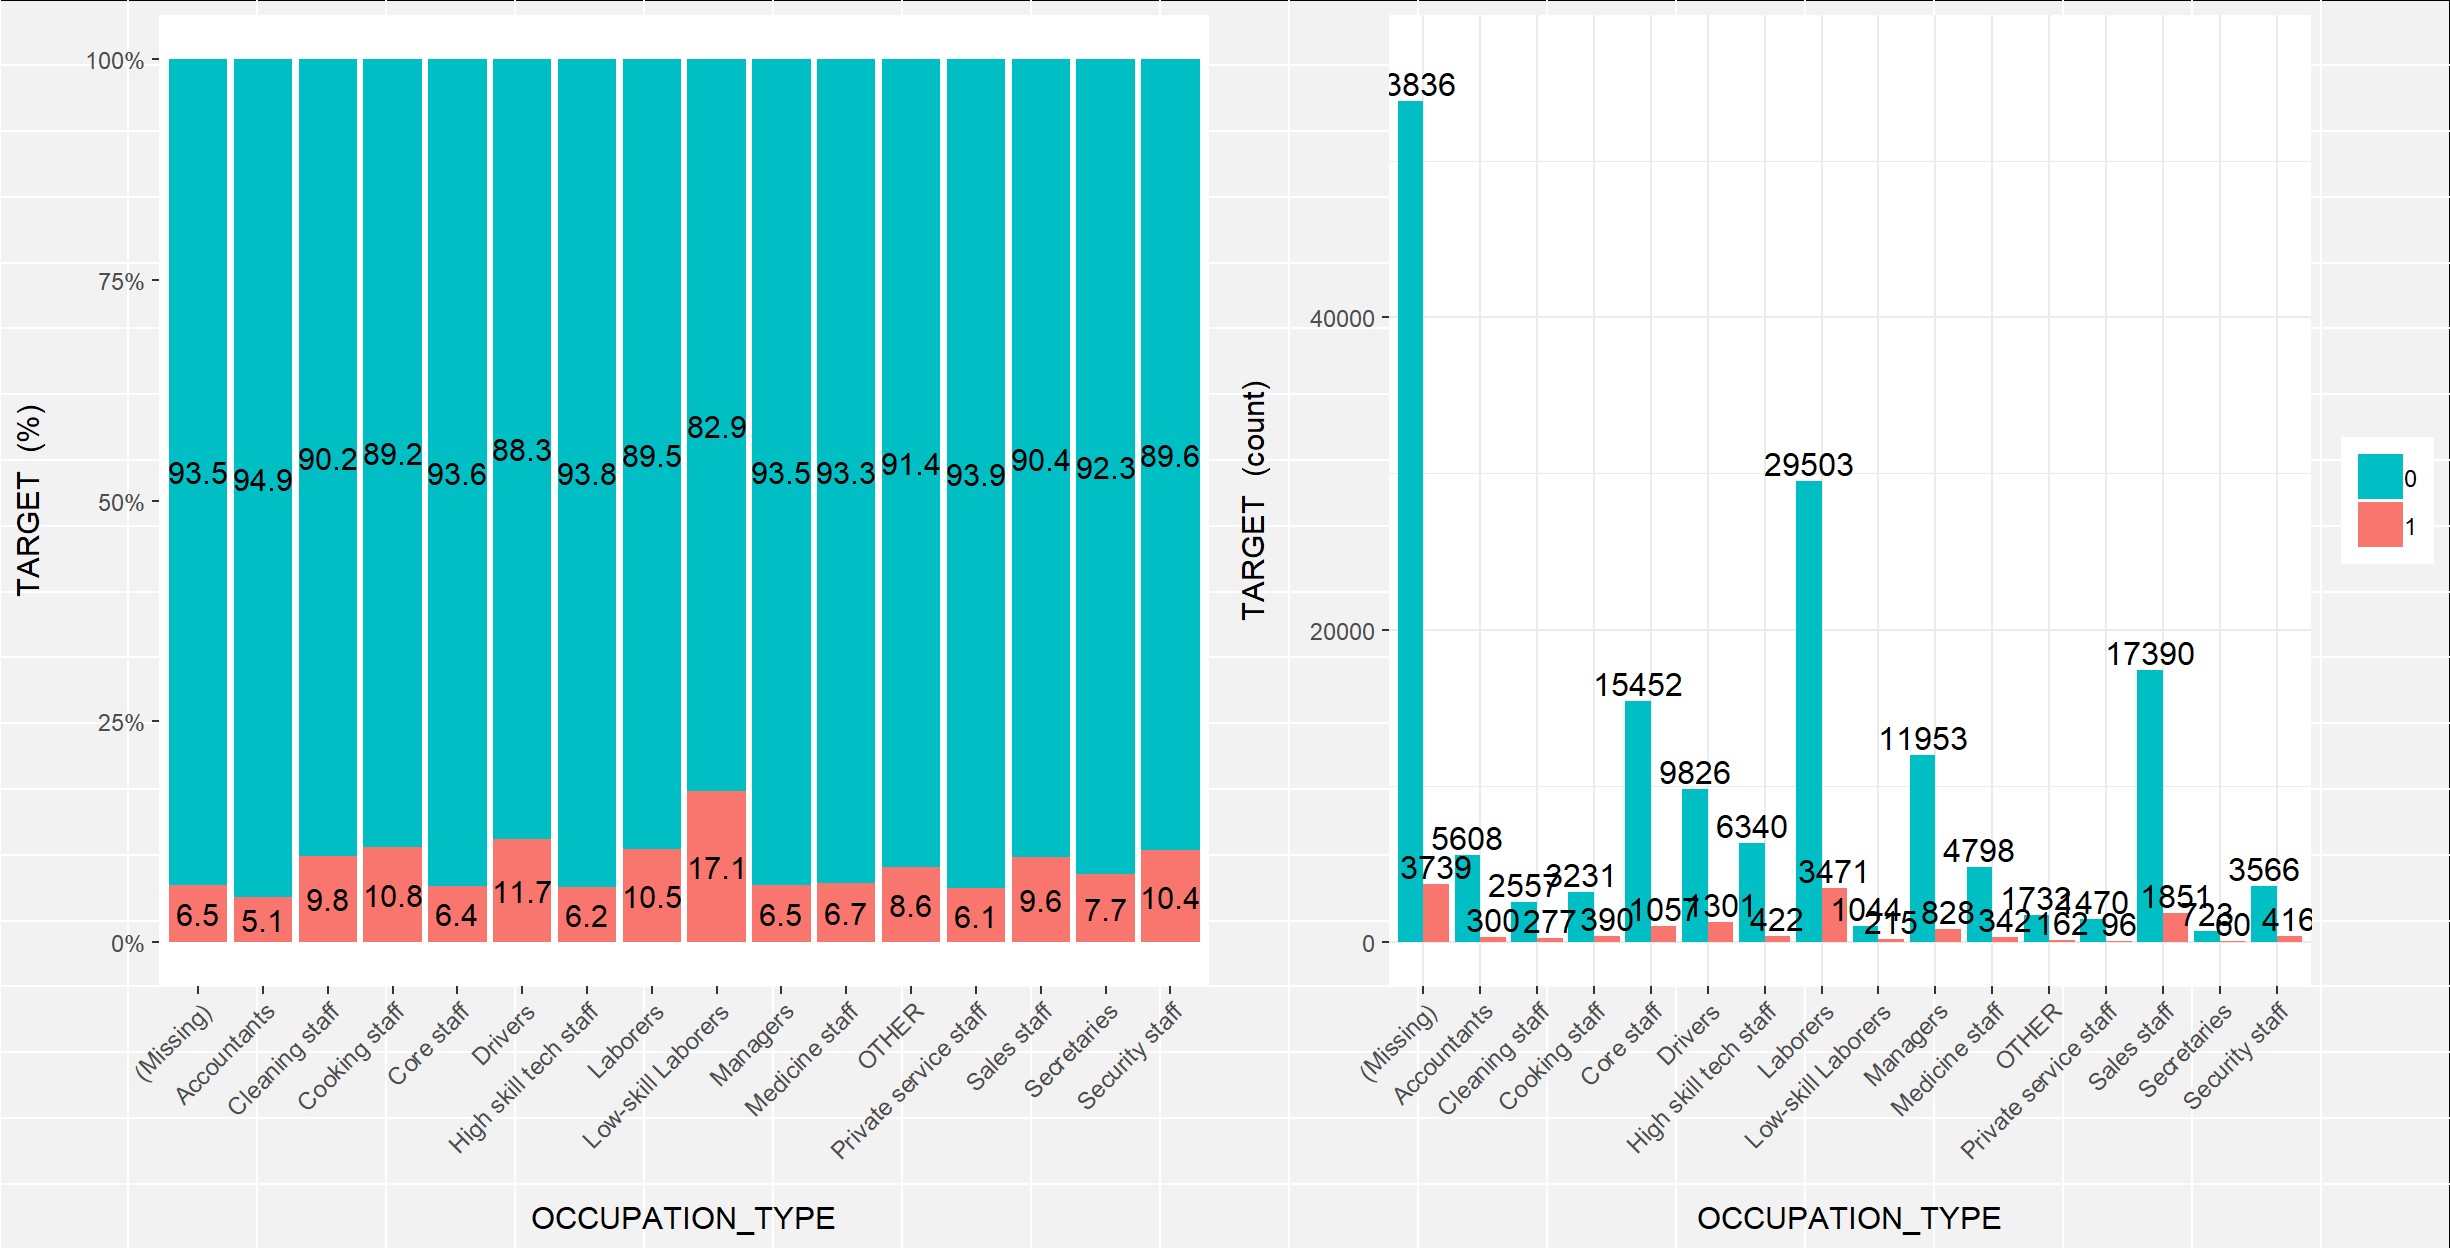 TARGET (%)
100%
75%
50%
25%
0%
93.5 94.9 90.2 89.2 93.6 88.3 93.8 89.5 82.9 93.5 93.3 91.4 93.9 90.4 92.3 89.6
6.5 5.1 9.8 10.8 6.4 11.7 6.2 10.5 17.1 6.5 6.7 8.6 6.1 9.6 7.7 10.4
(Missing)
Accountants
Cleaning staff
Cooking staff
Core staff
Drivers
High skill tech staff
Laborers
Low-skill Laborers
Managers
Medicine staff
OTHER
Private service staff
Sales staff
Secretaries
Security staff
OCCUPATION_TYPE
TARGET (count)
40000
20000
0
3836
3739
5608
300
2557
277
3231
390
15452
1057
9826
1301
6340
422
29503
3471
1044
215
11953
828
4798
342
1732
162
1470
96
17390
1851
723
60
3566
416
(Missing)
Accountants
Cleaning staff
Cooking staff
Core staff
Drivers
High skill tech staff
Laborers
Low-skill Laborers
Managers
Medicine staff
OTHER
Private service staff
Sales staff
Secretaries
Security staff
OCCUPATION_TYPE
0
1